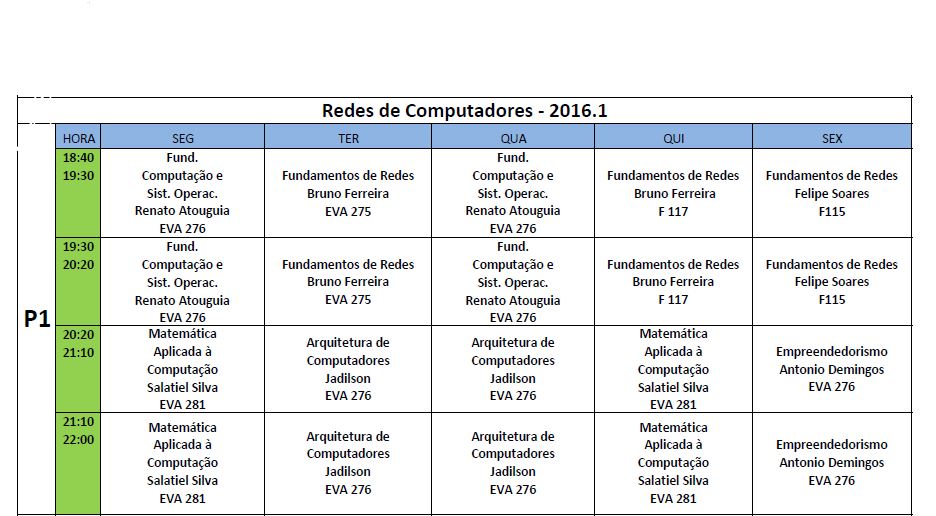 Redes de Computadores - 2016.1
HORA SEG TER QUA QUI SEX
P1
18:40
19:30
Fund.
Computação e
Sist. Operac.
Renato Atouguia
EVA 276
Fundamentos de Redes
Bruno Ferreira
EVA 275
Fund.
Computação e
Sist. Operac.
Renato Atouguia
EVA 276
Fundamentos de Redes
Bruno Ferreira
F 117
Fundamentos de Redes
Felipe Soares
F115
19:30
20:20
Fund.
Computação e
Sist. Operac.
Renato Atouguia
EVA 276
Fundamentos de Redes
Bruno Ferreira
EVA 275
Fund.
Computação e
Sist. Operac.
Renato Atouguia
EVA 276
Fundamentos de Redes
Bruno Ferreira
F 117
Fundamentos de Redes
Felipe Soares
F115
20:20
21:10
Matemática
Aplicada à
Computação
Salatiel Silva
EVA 281
Arquitetura de
Computadores
Jadilson
EVA 276
Arquitetura de
Computadores
Jadilson
EVA 276
Matemática
Aplicada à
Computação
Salatiel Silva
EVA 281
Empreendedorismo
Antonio Demingos
EVA 276
21:10
22:00
Matemática
Aplicada à
Computação
Salatiel Silva
EVA 281
Arquitetura de
Computadores
Jadilson
EVA 276
Arquitetura de
Computadores
Jadilson
EVA 276
Matemática
Aplicada à
Computação
Salatiel Silva
EVA 281
Empreendedorismo
Antonio Demingos
EVA 276